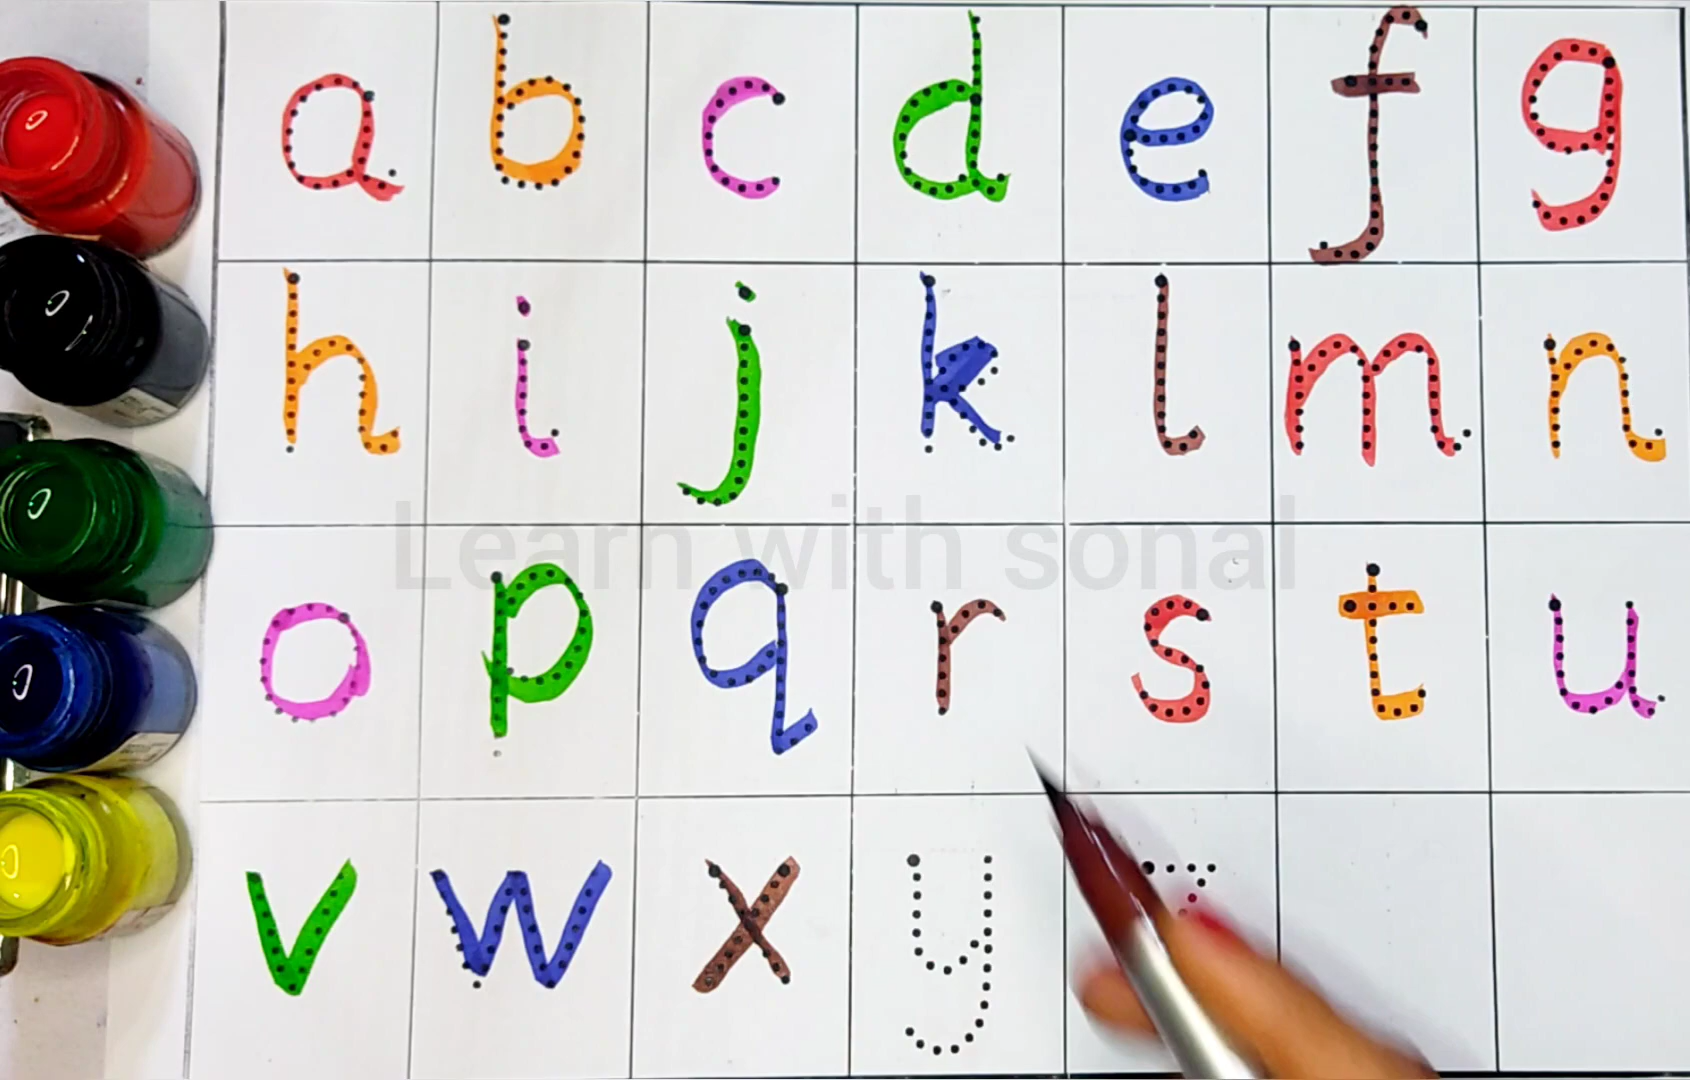 a b c d e f g
h i j k l m n
Learn with sonal
o p q r s t u
v w x y z